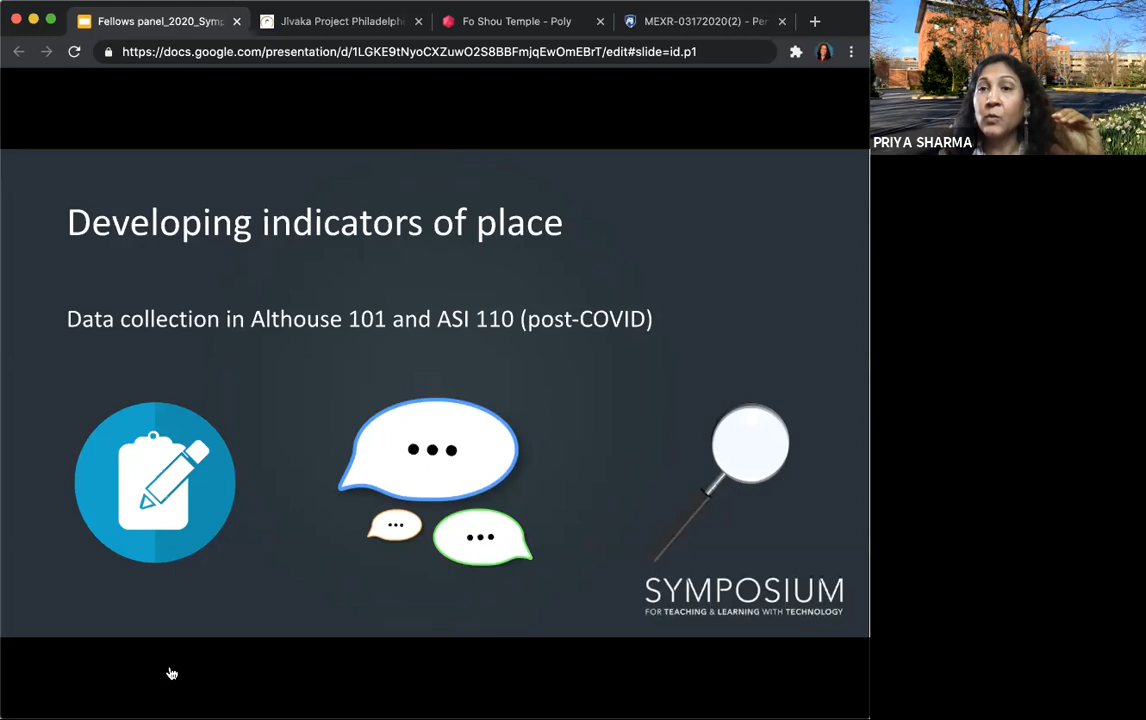 Fellows panel_2020_Symp
Jivaka Project Philadelphi
Fo Shou Temple - Poly
MEXR-03172020(2) - Per
https://docs.google.com/presentation/d/1LGKE9tNyoCXZuwO2S8BBFmjqEwOmEBrT/edit#slide=id.p1
PRIYA SHARMA
Developing indicators of place
Data collection in Althouse 101 and ASI 110 (post-COVID)
SYMPOSIUM
FOR TEACHING & LEARNING WITH TECHNOLOGY